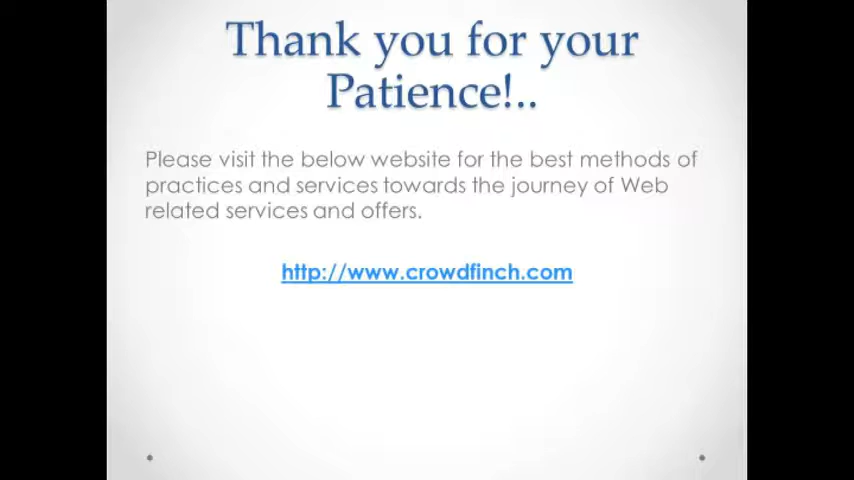 Thank you for your
Patience!..
Please visit the below website for the best methods of
practices and services towards the journey of Web
related services and offers.
http://www.crowdfinch.com